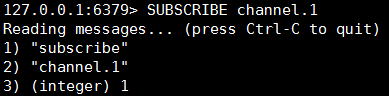 127.0.0.1:6379> SUBSCRIBE channel.1
Reading messages... (press Ctrl-C to quit)
1) "subscribe"
2) "channel.1"
3) (integer) 1